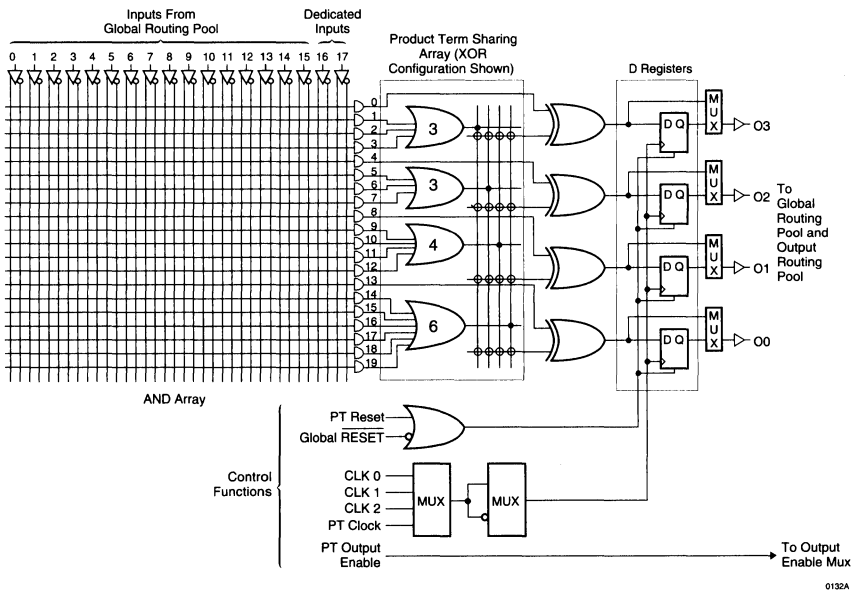 Inputs From
Global Routing Pool
Dedicated
Inputs
0 1 2 3 4 5 6 7 8 9 10 11 12 13 14 15 16 17
Product Term Sharing
Array (XOR
Configuration Shown)
D Registers
0
1
2
3
4
5
6
7
8
9
10
11
12
13
14
15
16
17
18
19
3
3
4
6
D Q
D Q
D Q
D Q
MUX
MUX
MUX
MUX
O3
O2
O1
O0
To
Global
Routing
Pool and
Output
Routing
Pool
AND Array
Control
Functions
PT Reset
Global RESET
CLK 0
CLK 1
CLK 2
PT Clock
MUX
MUX
PT Output
Enable
To Output
Enable Mux
0132A